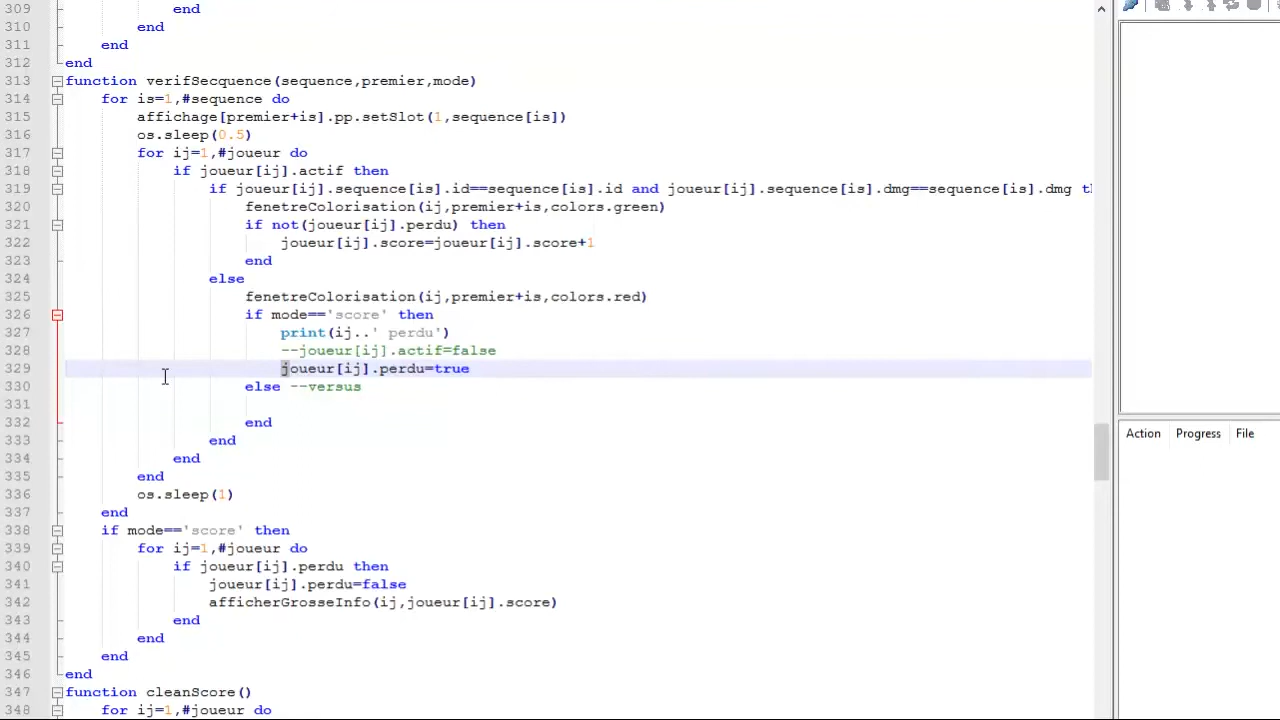 309 end
310 end
311 end
312 end
313 function verifSecquence(sequence,premier,mode)
314 for is=1,#sequence do
315 affichage[premier+is].pp.setSlot(1,sequence[is])
316 os.sleep(0.5)
317 for ij=1,#joueur do
318 if joueur[ij].actif then
319 if joueur[ij].sequence[is].id==sequence[is].id and joueur[ij].sequence[is].dmg==sequence[is].dmg t
320 fenetreColorisation(ij,premier+is,colors.green)
321 if not(joueur[ij].perdu) then
322 joueur[ij].score=joueur[ij].score+1
323 end
324 else
325 fenetreColorisation(ij,premier+is,colors.red)
326 if mode=='score' then
327 print(ij..' perdu')
328 --joueur[ij].actif=false
329 joueur[ij].perdu=true
330 else --versus
331
332 end
333 end
334 end
335 end
336 os.sleep(1)
337 end
338 if mode=='score' then
339 for ij=1,#joueur do
340 if joueur[ij].perdu then
341 joueur[ij].perdu=false
342 afficherGrosseInfo(ij,joueur[ij].score)
343 end
344 end
345 end
346 end
347 function cleanScore()
348 for ij=1,#joueur do
Action Progress File